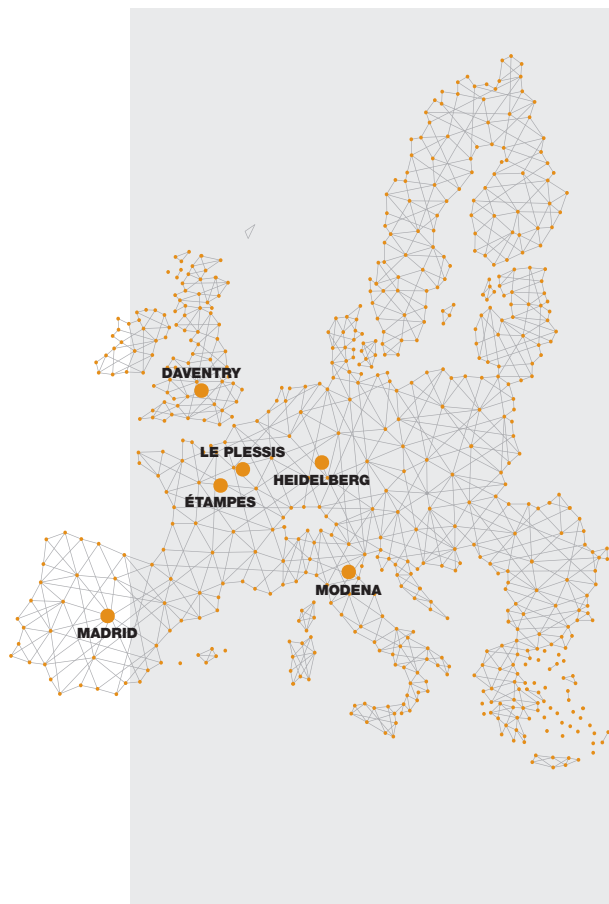 DAVENTRY
LE PLESSIS
HEIDELBERG
ÉTAMPES
MODENA
MADRID